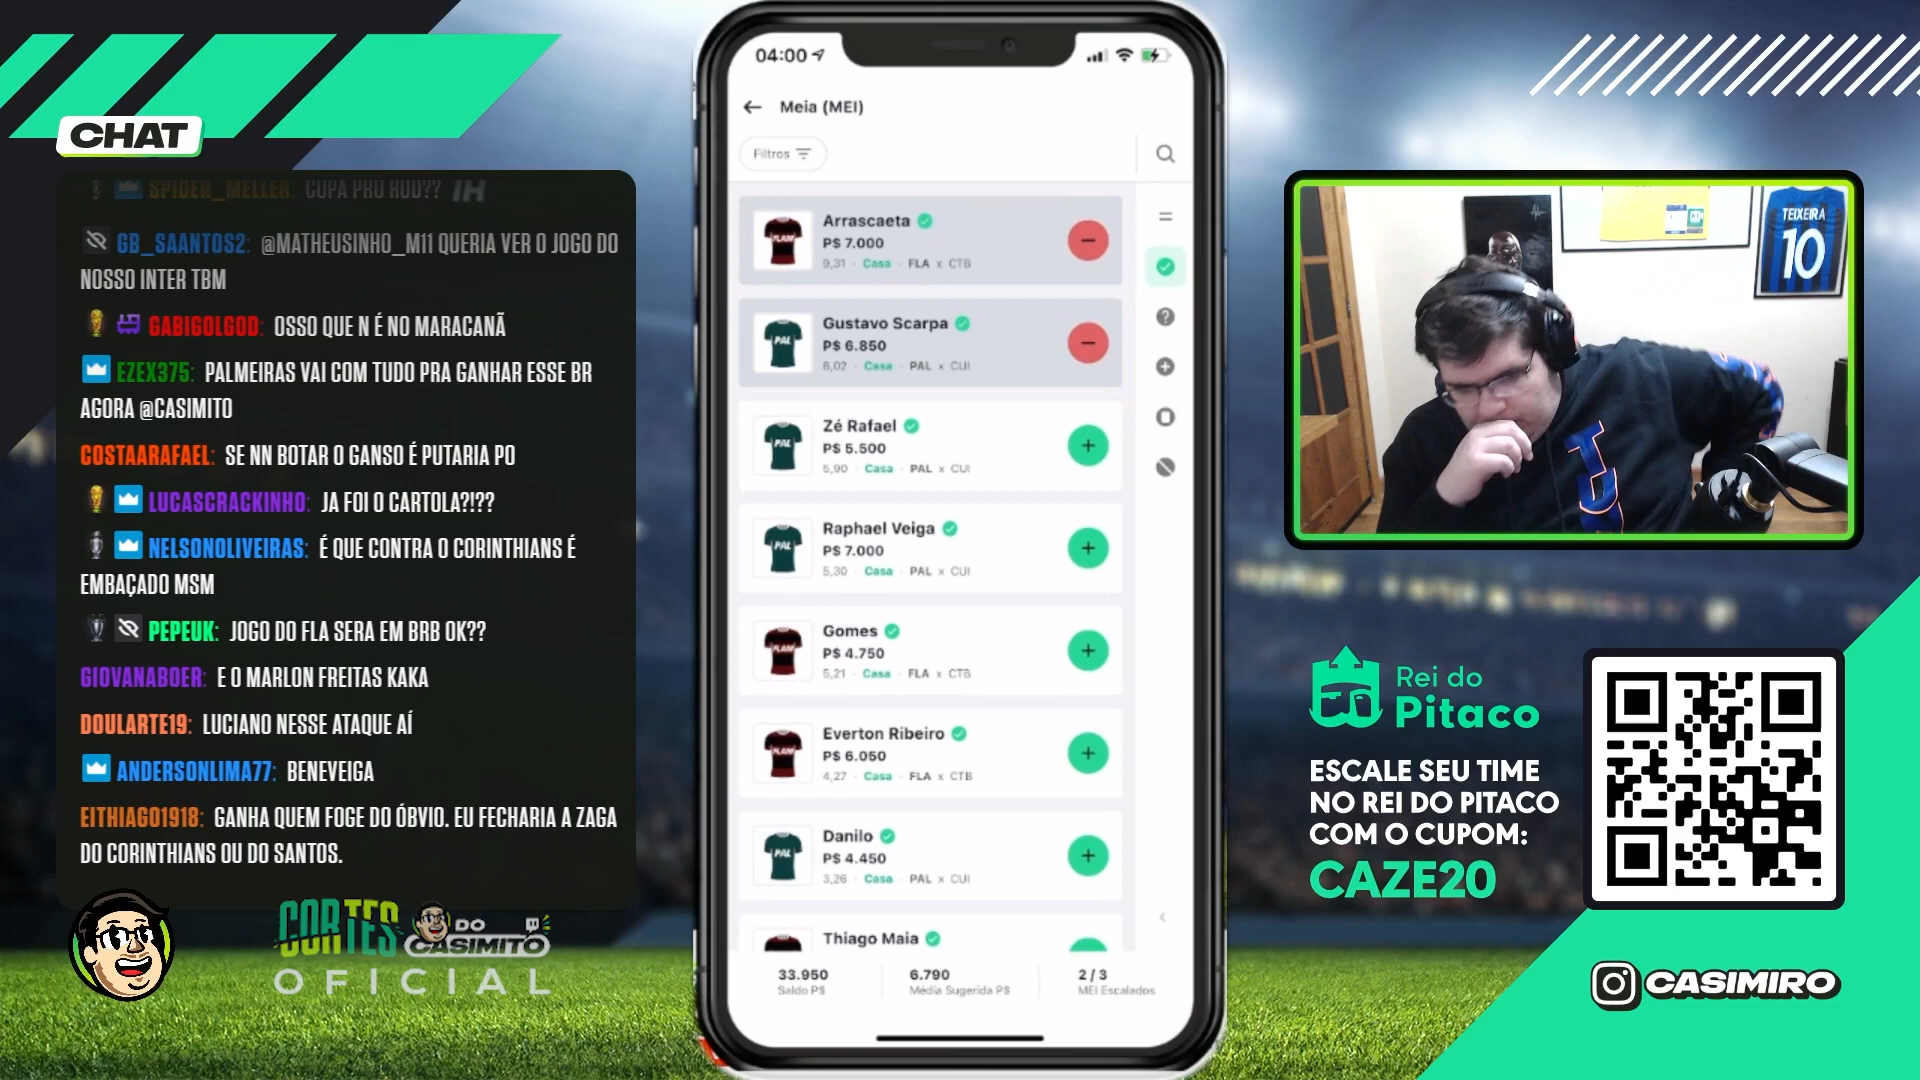 CHAT
SPIDER_MELLER: COPA PRO RUD??
GB_SAANTOS2: @MATHEUSINHO_M11 QUERIA VER O JOGO DO
NOSSO INTER TBM
GABIGOLGOD: OSSO QUE N É NO MARACANÃ
EZEX375: PALMEIRAS VAI COM TUDO PRA GANHAR ESSE BR
AGORA @CASIMITO
COSTAARAFAEL: SE NN BOTAR O GANSO É PUTARIA PO
LUCASCRACKINHO: JA FOI O CARTOLA?!??
NELSONOLIVEIRAS: É QUE CONTRA O CORINTHIANS É
EMBAÇADO MSM
PEPEUK: JOGO DO FLA SERA EM BRB OK??
GIOVANABOER: E O MARLON FREITAS KAKA
DOULARTE19: LUCIANO NESSE ATAQUE AÍ
ANDERSONLIMA77: BENEVEIGA
EITHIAGO1918: GANHA QUEM FOGE DO ÓBVIO. EU FECHARIA A ZAGA
DO CORINTHIANS OU DO SANTOS.
CORTES DO
CASIMITO
OFICIAL
04:00
Meia (MEI)
Filtros
Arrascaeta
P$ 7.000
9,31 · Casa · FLA x CTB
Gustavo Scarpa
P$ 6.850
8,02 · Casa · PAL x CUI
PAL
Zé Rafael
P$ 5.500
5,90 · Casa · PAL x CUI
PAL
Raphael Veiga
P$ 7.000
5,30 · Casa · PAL x CUI
PAL
Gomes
P$ 4.750
5,21 · Casa · FLA x CTB
Everton Ribeiro
P$ 6.050
4,27 · Casa · FLA x CTB
Danilo
P$ 4.450
3,26 · Casa · PAL x CUI
PAL
Thiago Maia
33.950
Saldo P$
6.790
Média Sugerida P$
2 / 3
MEI Escalados
TEIXEIRA
10
Rei do
Pitaco
ESCALE SEU TIME
NO REI DO PITACO
COM O CUPOM:
CAZE20
CASIMIRO